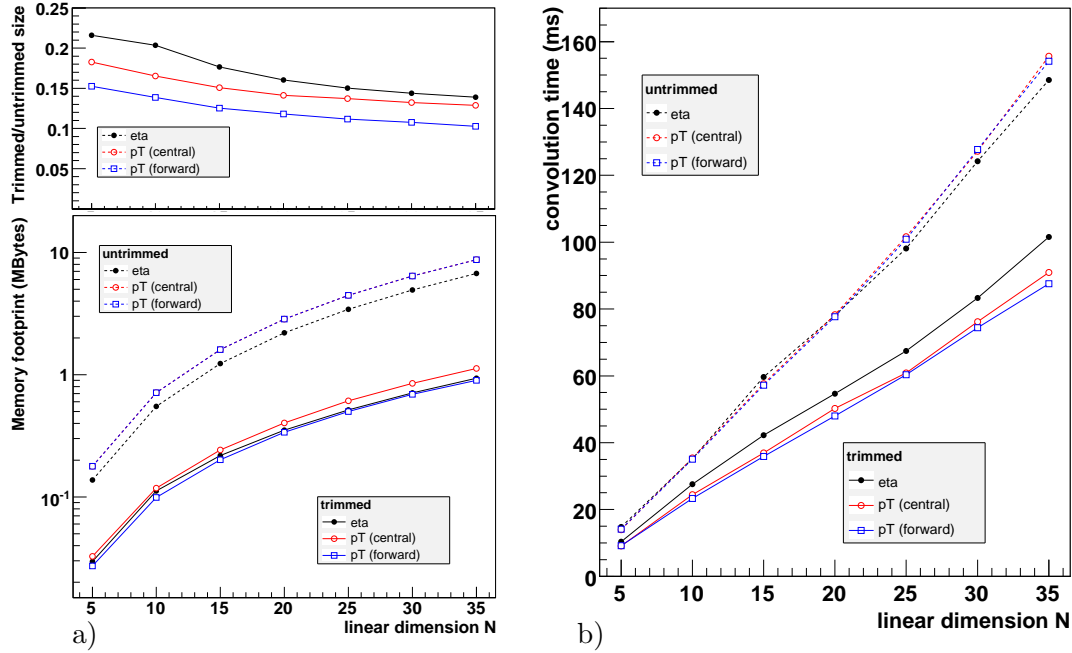 Trimmed/untrimmed size
0.25
0.2
0.15
0.1
0.05
eta
pT (central)
pT (forward)
Memory footprint (MBytes)
10
1
10⁻¹
untrimmed
eta
pT (central)
pT (forward)
trimmed
eta
pT (central)
pT (forward)
5 10 15 20 25 30 35
linear dimension N
a)
convolution time (ms)
160
140
120
100
80
60
40
20
0
untrimmed
eta
pT (central)
pT (forward)
trimmed
eta
pT (central)
pT (forward)
5 10 15 20 25 30 35
linear dimension N
b)